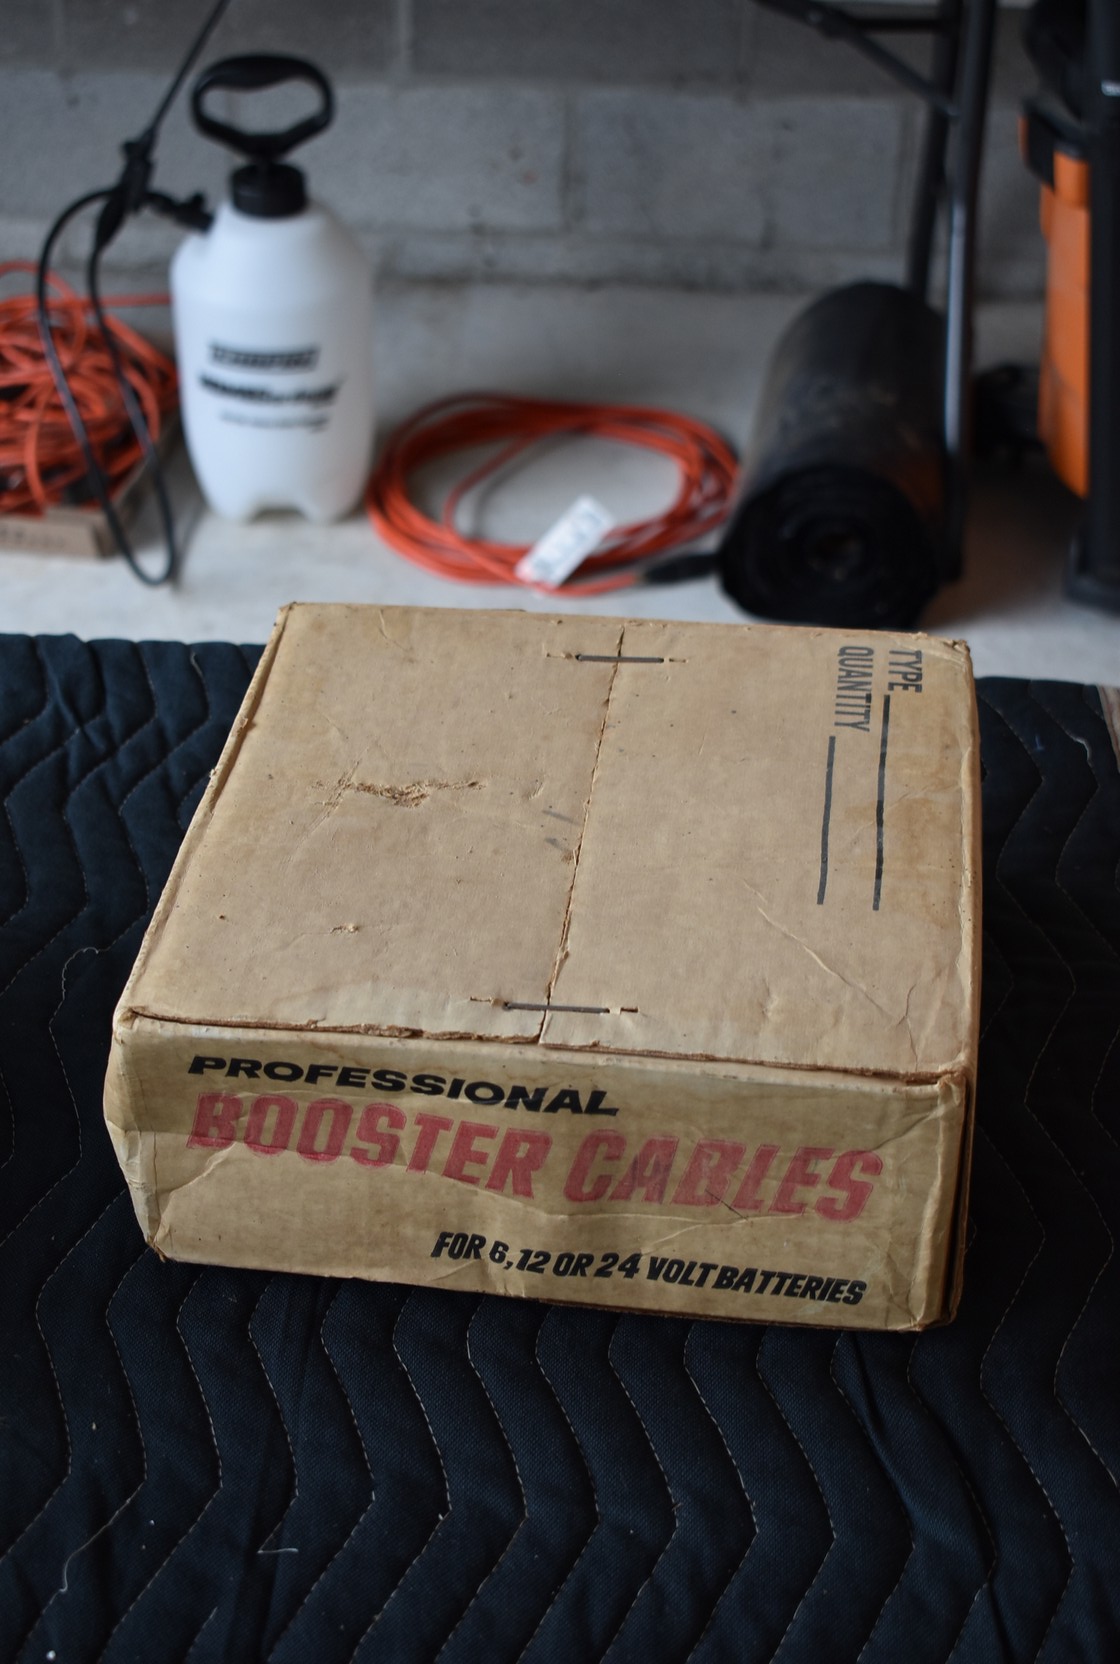 TYPE
QUANTITY
PROFESSIONAL
BOOSTER CABLES
FOR 6, 12 OR 24 VOLT BATTERIES